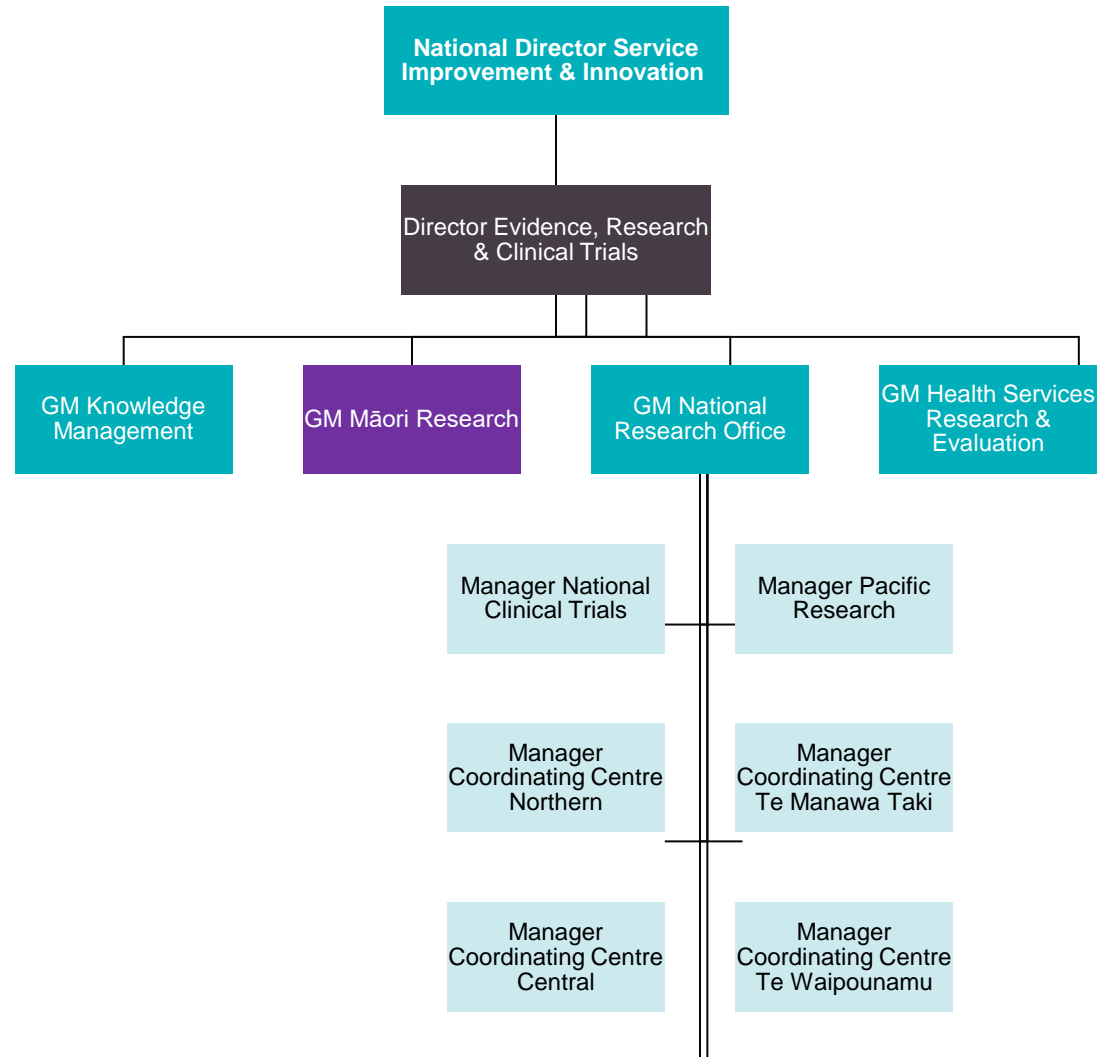 National Director Service
Improvement & Innovation
Director Evidence, Research
& Clinical Trials
GM Knowledge
Management
GM Māori Research
GM National
Research Office
GM Health Services
Research &
Evaluation
Manager National
Clinical Trials
Manager Pacific
Research
Manager
Coordinating Centre
Northern
Manager
Coordinating Centre
Te Manawa Taki
Manager
Coordinating Centre
Central
Manager
Coordinating Centre
Te Waipounamu